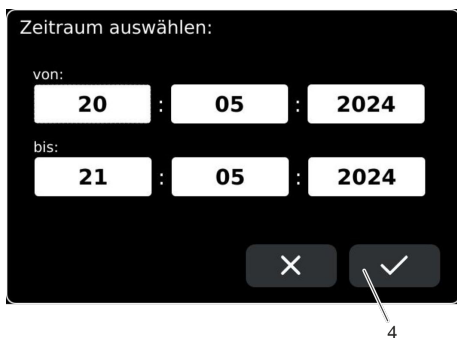 Zeitraum auswählen:
von:
20 : 05 : 2024
bis:
21 : 05 : 2024
4